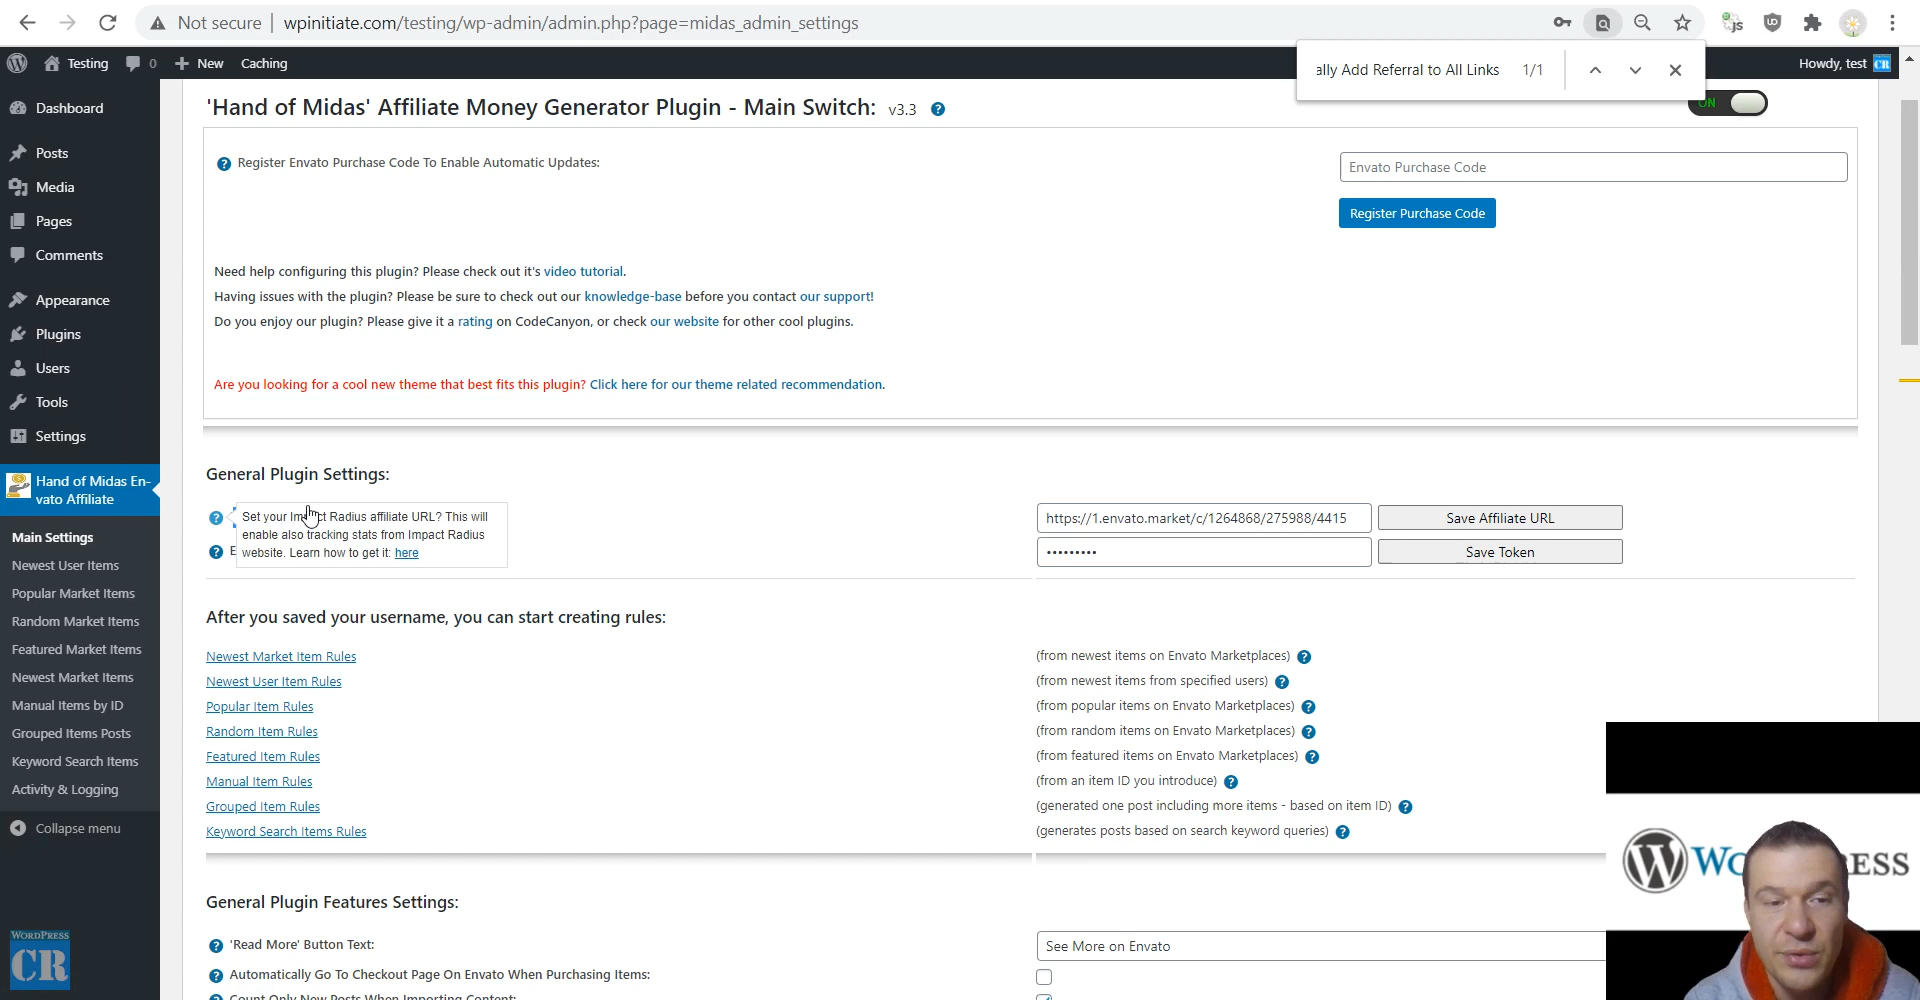 Not secure
wpinitiate.com/testing/wp-admin/admin.php?page=midas_admin_settings
Testing
0
New
Caching
ally Add Referral to All Links
1/1
Howdy, test
Dashboard
Posts
Media
Pages
Comments
Appearance
Plugins
Users
Tools
Settings
Hand of Midas En-
vato Affiliate
Main Settings
Newest User Items
Popular Market Items
Random Market Items
Featured Market Items
Newest Market Items
Manual Items by ID
Grouped Items Posts
Keyword Search Items
Activity & Logging
Collapse menu
WORDPRESS
CR
'Hand of Midas' Affiliate Money Generator Plugin - Main Switch: v3.3
ON
Register Envato Purchase Code To Enable Automatic Updates:
Envato Purchase Code
Register Purchase Code
Need help configuring this plugin? Please check out it's video tutorial.
Having issues with the plugin? Please be sure to check out our knowledge-base before you contact our support!
Do you enjoy our plugin? Please give it a rating on CodeCanyon, or check our website for other cool plugins.
Are you looking for a cool new theme that best fits this plugin? Click here for our theme related recommendation.
General Plugin Settings:
Set your Impact Radius affiliate URL? This will
enable also tracking stats from Impact Radius
website. Learn how to get it: here
https://1.envato.market/c/1264868/275988/4415
Save Affiliate URL
•••••••••
Save Token
After you saved your username, you can start creating rules:
Newest Market Item Rules
(from newest items on Envato Marketplaces)
Newest User Item Rules
(from newest items from specified users)
Popular Item Rules
(from popular items on Envato Marketplaces)
Random Item Rules
(from random items on Envato Marketplaces)
Featured Item Rules
(from featured items on Envato Marketplaces)
Manual Item Rules
(from an item ID you introduce)
Grouped Item Rules
(generated one post including more items - based on item ID)
Keyword Search Items Rules
(generates posts based on search keyword queries)
General Plugin Features Settings:
'Read More' Button Text:
See More on Envato
Automatically Go To Checkout Page On Envato When Purchasing Items:
Count Only New Posts When Importing Content: